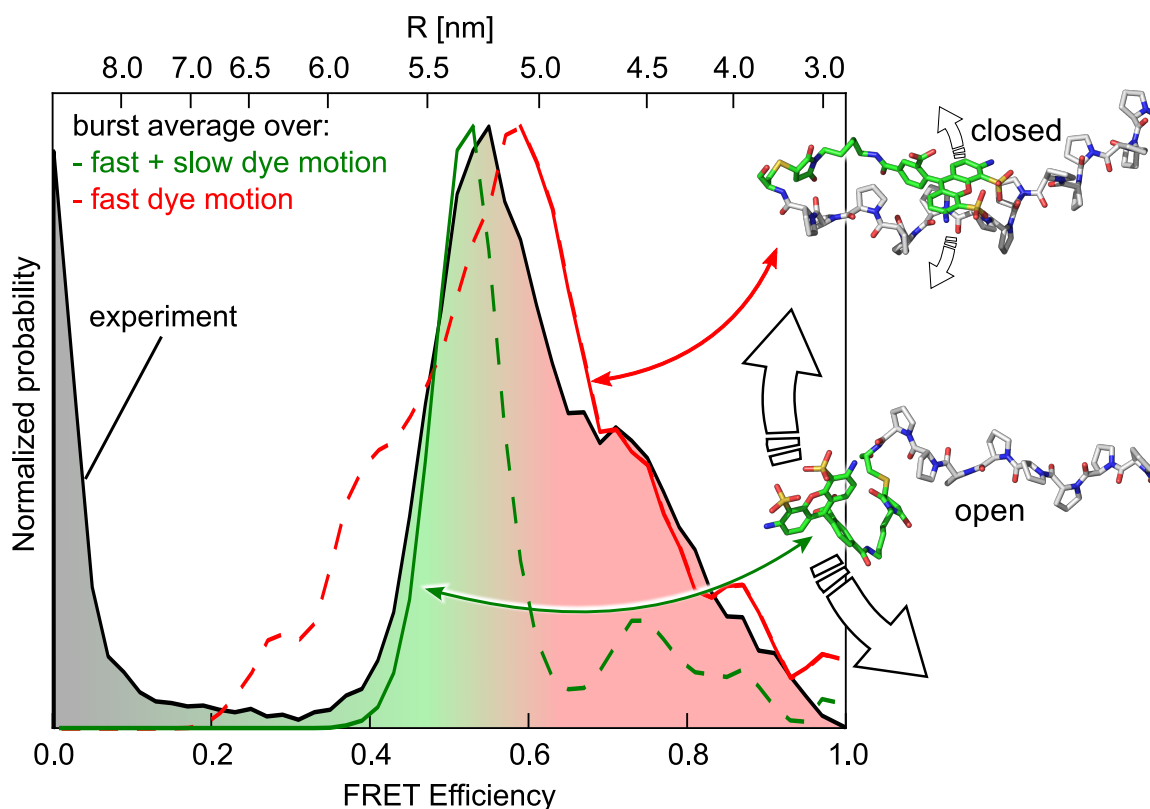 R [nm]
8.0 7.0 6.5 6.0 5.5 5.0 4.5 4.0 3.0
burst average over:
- fast + slow dye motion
- fast dye motion
experiment
closed
open
Normalized probability
0.0 0.2 0.4 0.6 0.8 1.0
FRET Efficiency